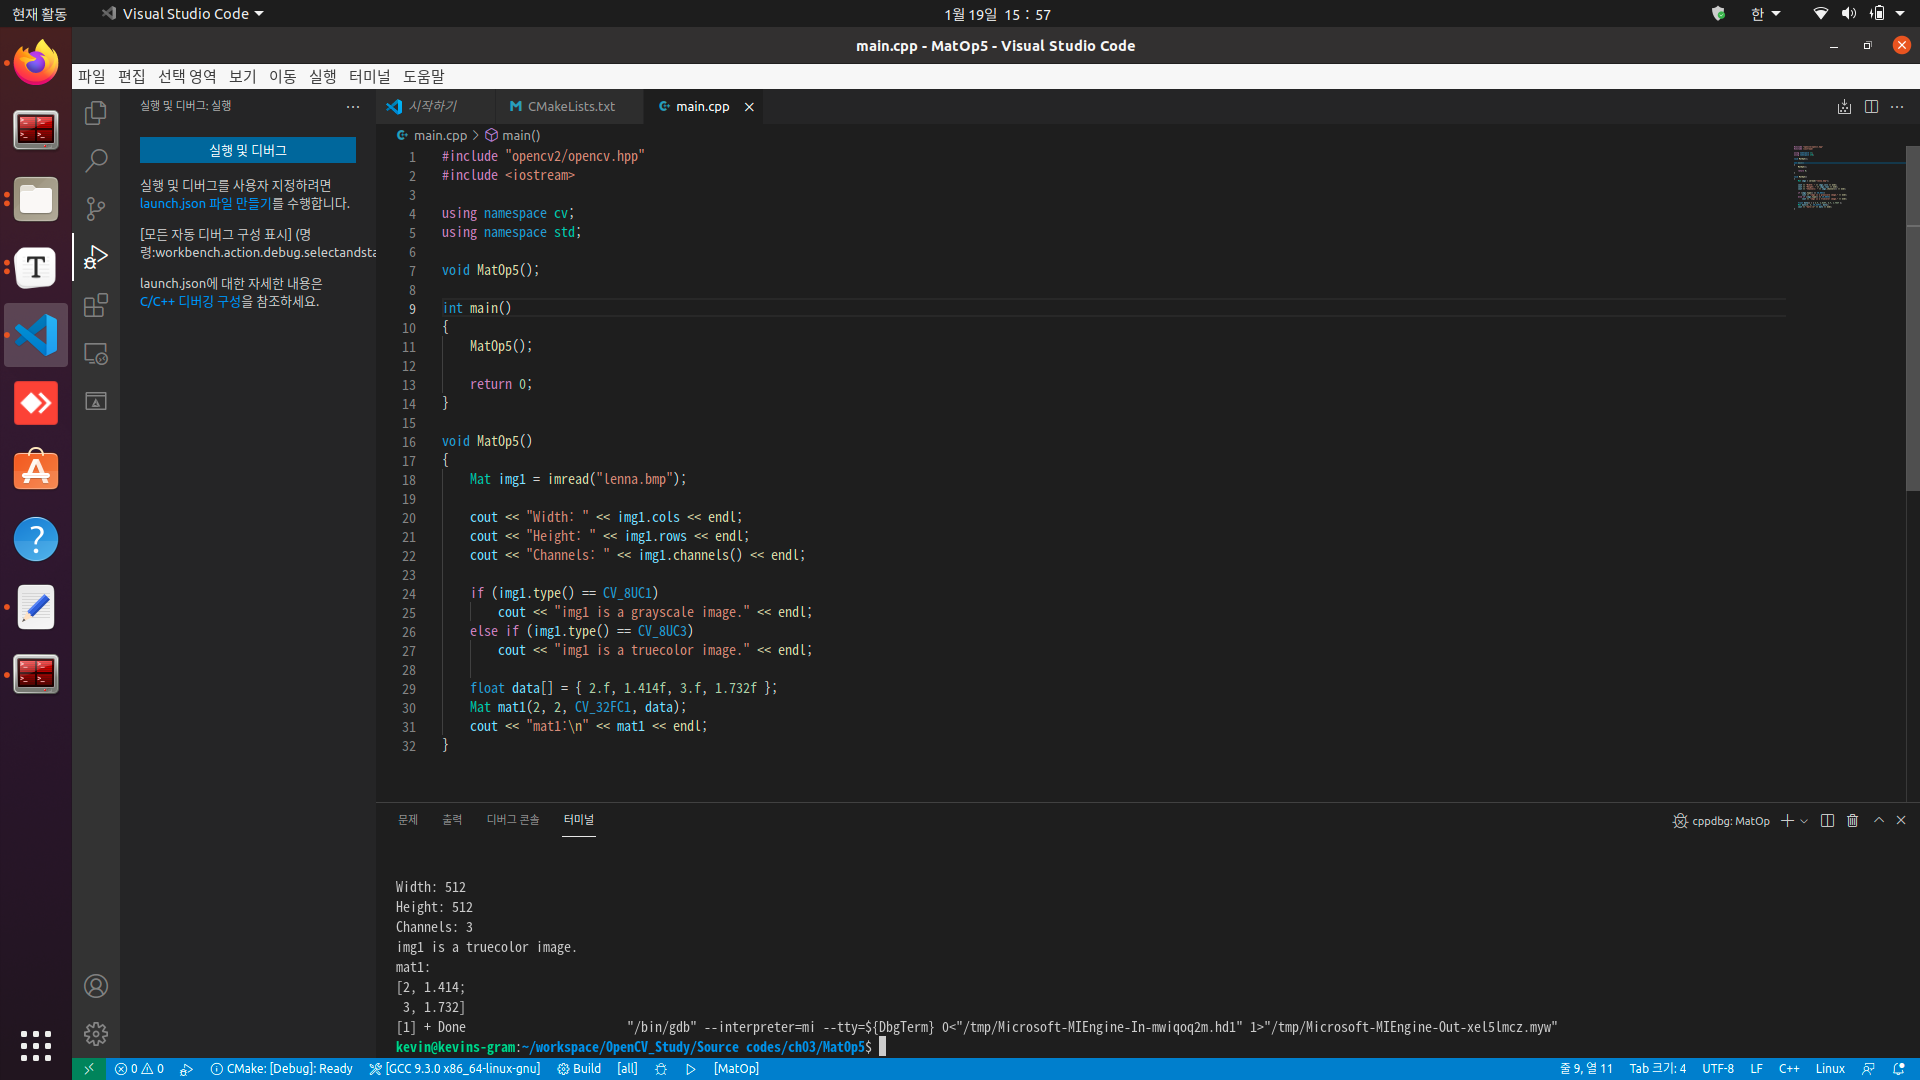 현재 활동
Visual Studio Code
1월 19일 15 : 57
한
main.cpp - MatOp5 - Visual Studio Code
파일 편집 선택 영역 보기 이동 실행 터미널 도움말
실행 및 디버그: 실행
실행 및 디버그
실행 및 디버그를 사용자 지정하려면
launch.json 파일 만들기를 수행합니다.
[모든 자동 디버그 구성 표시] (명
령:workbench.action.debug.selectandsta
launch.json에 대한 자세한 내용은
C/C++ 디버깅 구성을 참조하세요.
시작하기
CMakeLists.txt
main.cpp
main.cpp > main()
1 #include "opencv2/opencv.hpp"
2 #include <iostream>
3
4 using namespace cv;
5 using namespace std;
6
7 void MatOp5();
8
9 int main()
10 {
11 MatOp5();
12
13 return 0;
14 }
15
16 void MatOp5()
17 {
18 Mat img1 = imread("lenna.bmp");
19
20 cout << "Width: " << img1.cols << endl;
21 cout << "Height: " << img1.rows << endl;
22 cout << "Channels: " << img1.channels() << endl;
23
24 if (img1.type() == CV_8UC1)
25 cout << "img1 is a grayscale image." << endl;
26 else if (img1.type() == CV_8UC3)
27 cout << "img1 is a truecolor image." << endl;
28
29 float data[] = { 2.f, 1.414f, 3.f, 1.732f };
30 Mat mat1(2, 2, CV_32FC1, data);
31 cout << "mat1:\n" << mat1 << endl;
32 }
문제 출력 디버그 콘솔 터미널
cppdbg: MatOp
Width: 512
Height: 512
Channels: 3
img1 is a truecolor image.
mat1:
[2, 1.414;
 3, 1.732]
[1] + Done "/bin/gdb" --interpreter=mi --tty=${DbgTerm} 0<"/tmp/Microsoft-MIEngine-In-mwiqoq2m.hd1" 1>"/tmp/Microsoft-MIEngine-Out-xel5lmcz.myw"
kevin@kevins-gram:~/workspace/OpenCV_Study/Source codes/ch03/MatOp5$
0 0 CMake: [Debug]: Ready [GCC 9.3.0 x86_64-linux-gnu] Build [all] [MatOp] 줄 9, 열 11 Tab 크기: 4 UTF-8 LF C++ Linux